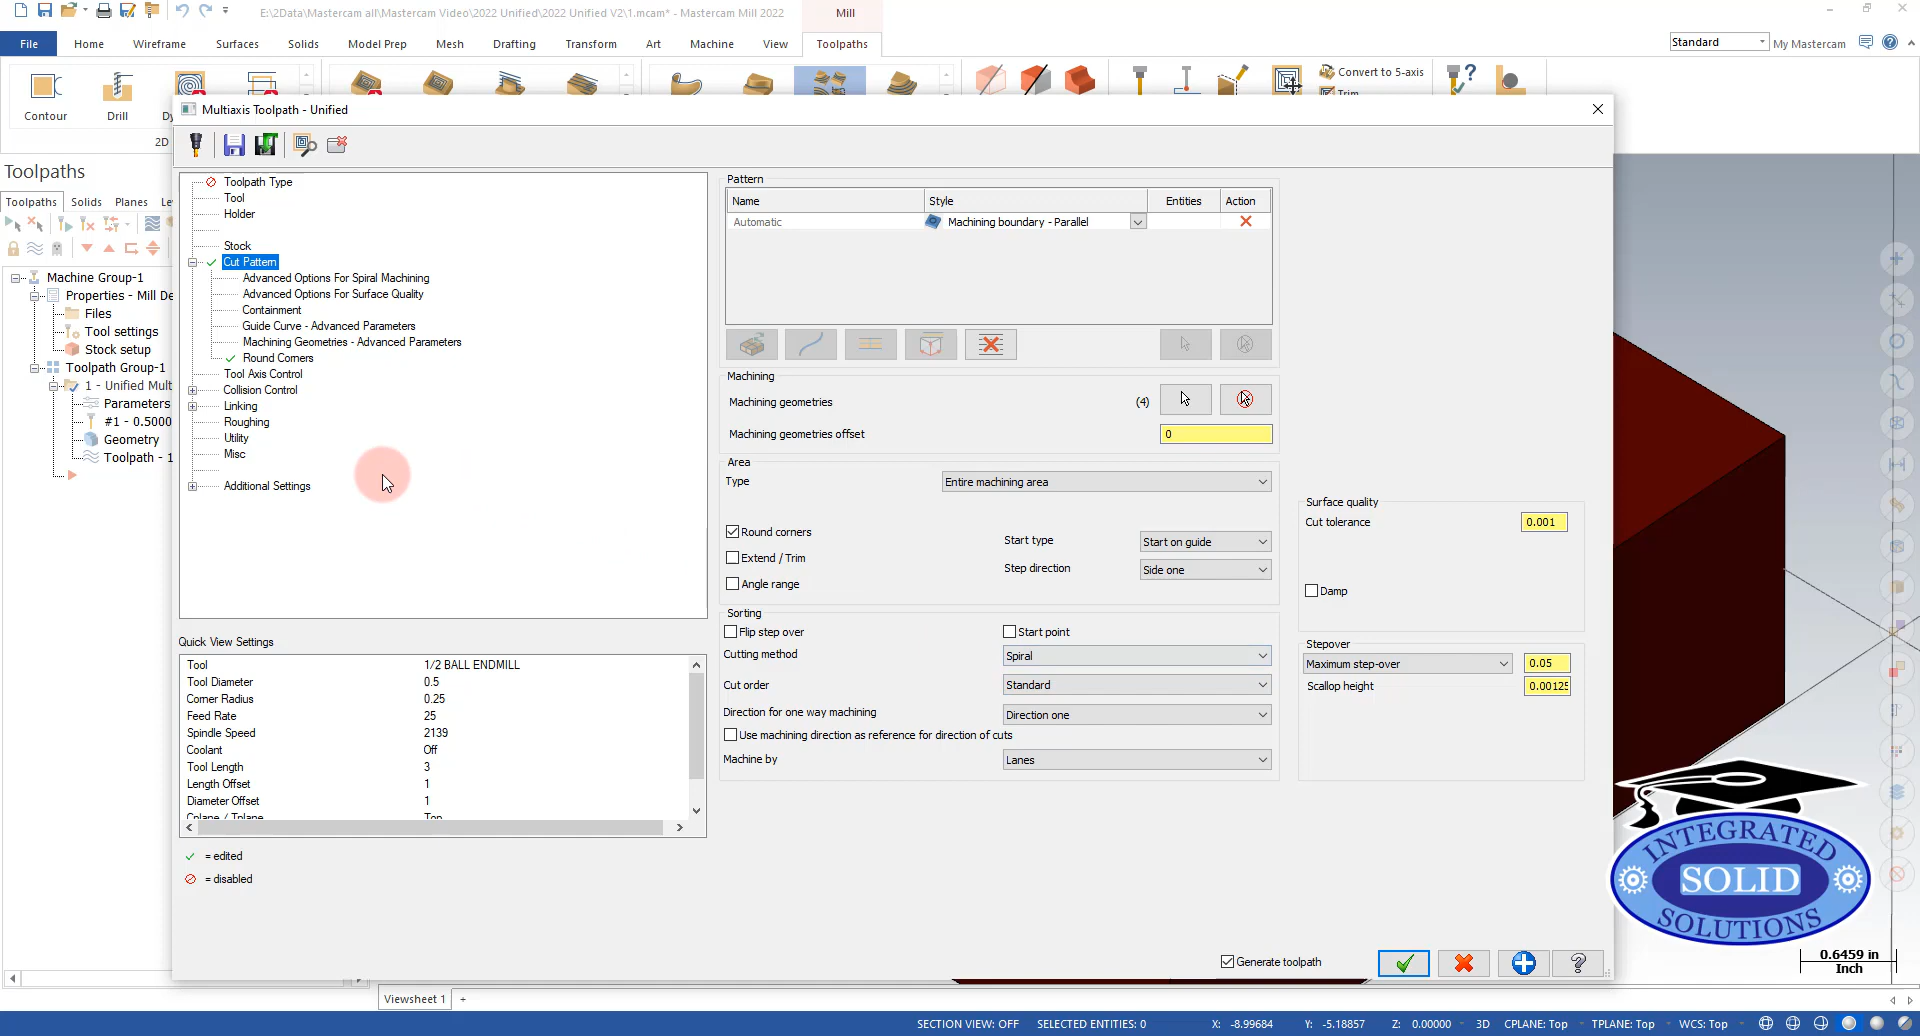 E:\2Data\Mastercam all\Mastercam Video\2022 Unified\2022 Unified V2\1.mcam* - Mastercam Mill 2022
Mill
File
Home
Wireframe
Surfaces
Solids
Model Prep
Mesh
Drafting
Transform
Art
Machine
View
Toolpaths
Standard
My Mastercam
Contour
Drill
Dy
2D
Convert to 5-axis
Trim
Multiaxis Toolpath - Unified
Toolpaths
Toolpaths Solids Planes Le
Machine Group-1
Properties - Mill De
Files
Tool settings
Stock setup
Toolpath Group-1
1 - Unified Mult
Parameters
#1 - 0.5000
Geometry
Toolpath - 1
Toolpath Type
Tool
Holder
Stock
Cut Pattern
Advanced Options For Spiral Machining
Advanced Options For Surface Quality
Containment
Guide Curve - Advanced Parameters
Machining Geometries - Advanced Parameters
Round Corners
Tool Axis Control
Collision Control
Linking
Roughing
Utility
Misc
Additional Settings
Quick View Settings
Tool 1/2 BALL ENDMILL
Tool Diameter 0.5
Corner Radius 0.25
Feed Rate 25
Spindle Speed 2139
Coolant Off
Tool Length 3
Length Offset 1
Diameter Offset 1
Cplane / Tplane Top
= edited
= disabled
Pattern
Name Style Entities Action
Automatic Machining boundary - Parallel
Machining
Machining geometries (4)
Machining geometries offset 0
Area
Type Entire machining area
Round corners
Extend / Trim
Angle range
Start type Start on guide
Step direction Side one
Sorting
Flip step over
Start point
Cutting method Spiral
Cut order Standard
Direction for one way machining Direction one
Use machining direction as reference for direction of cuts
Machine by Lanes
Surface quality
Cut tolerance 0.001
Damp
Stepover
Maximum step-over 0.05
Scallop height 0.00125
Generate toolpath
INTEGRATED
SOLID
SOLUTIONS
0.6459 in
Inch
Viewsheet 1 +
SECTION VIEW: OFF SELECTED ENTITIES: 0 X: -8.99684 Y: -5.18857 Z: 0.00000 3D CPLANE: Top TPLANE: Top WCS: Top